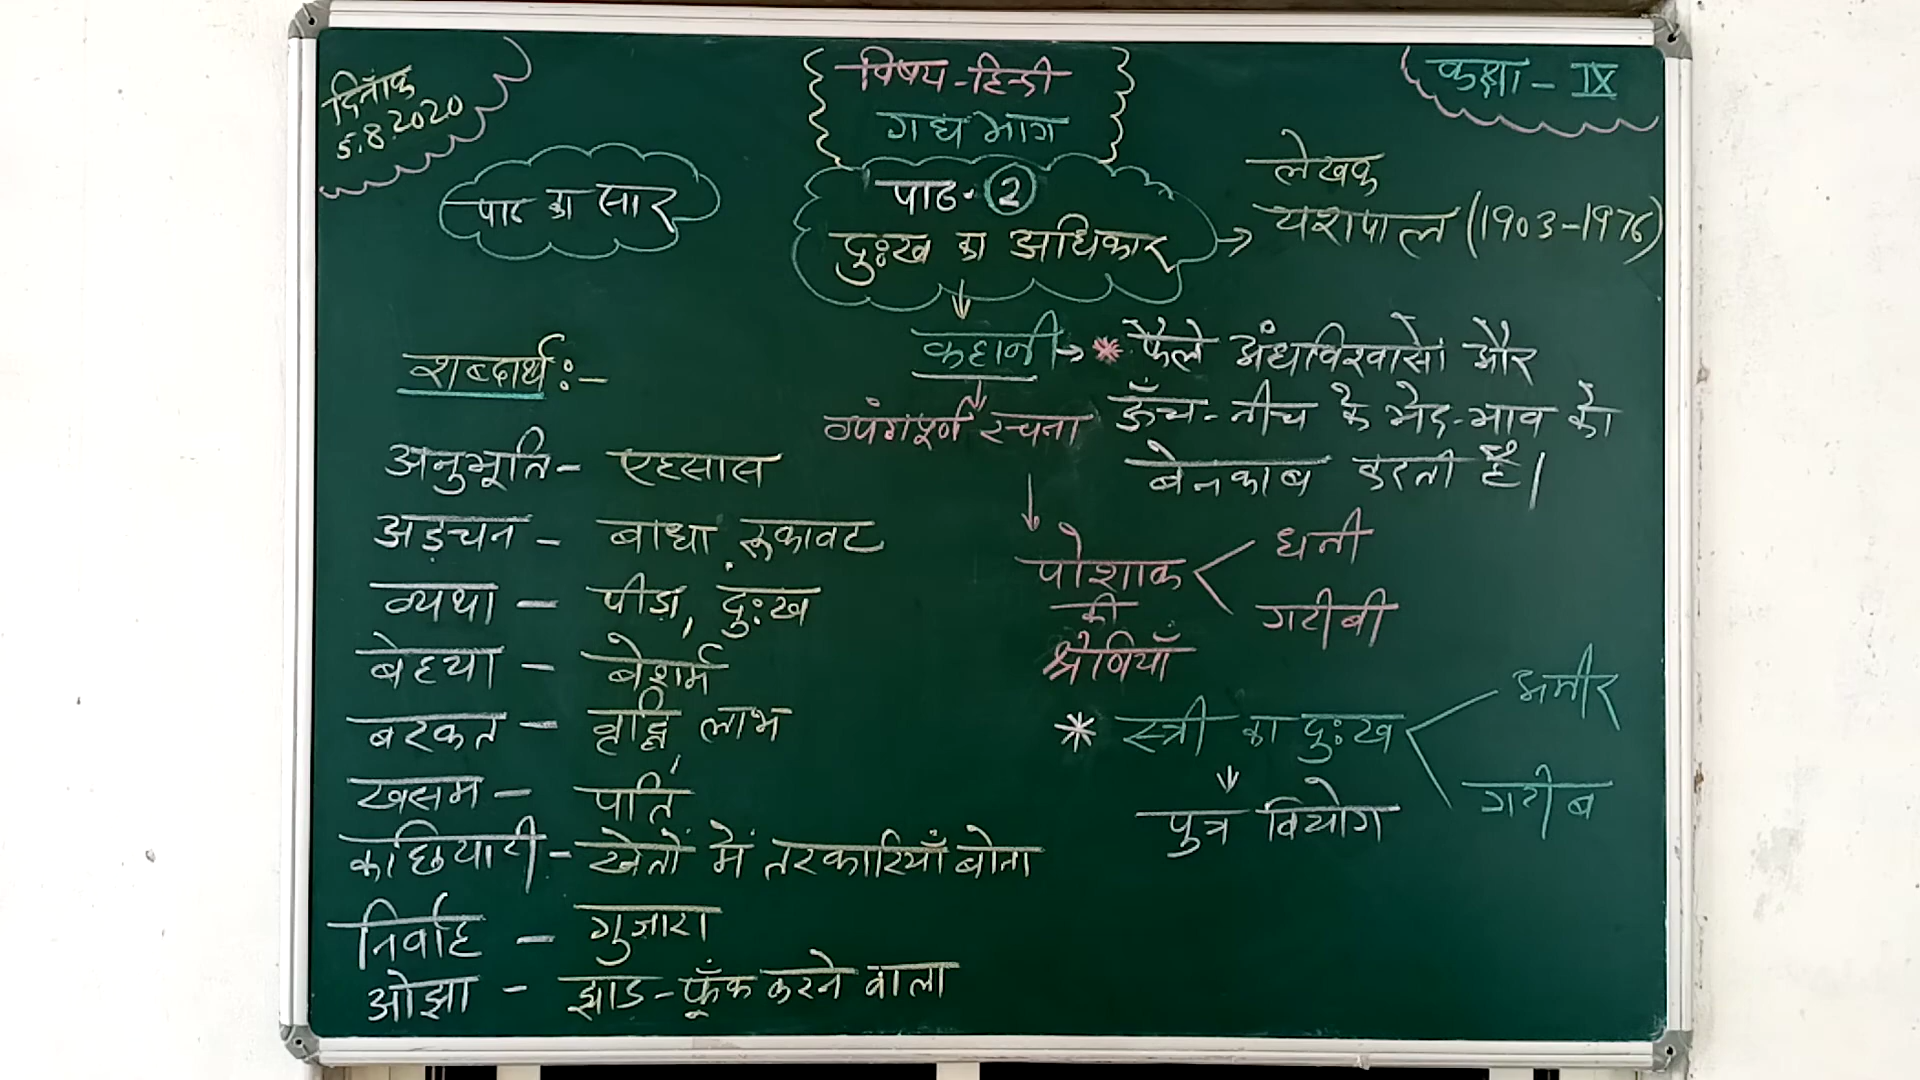 दिनाँक
5.8.2020
विषय-हिन्दी
गद्य भाग
कक्षा - IX
पाठ का सार
पाठ- 2
दुःख का अधिकार →
लेखक
यशपाल (1903-1976)
कहानी → * फैले अंधविश्वासों और
ऊँच-नीच के भेद-भाव को
बेनकाब करती है।
व्यंगपूर्ण रचना
पोशाक
की
श्रेणियाँ
धनी
गरीबी
* स्त्री का दुःख
अमीर
गरीब
पुत्र वियोग
शब्दार्थ :-
अनुभूति - एहसास
अड़चन - बाधा, रूकावट
व्यथा - पीड़ा, दुःख
बेहया - बेशर्म
बरकत - वृद्धि, लाभ
खसम - पति
कछियारी - खेतों में तरकारियाँ बोना
निर्वाह - गुज़ारा
ओझा - झाड-फूँक करने वाला